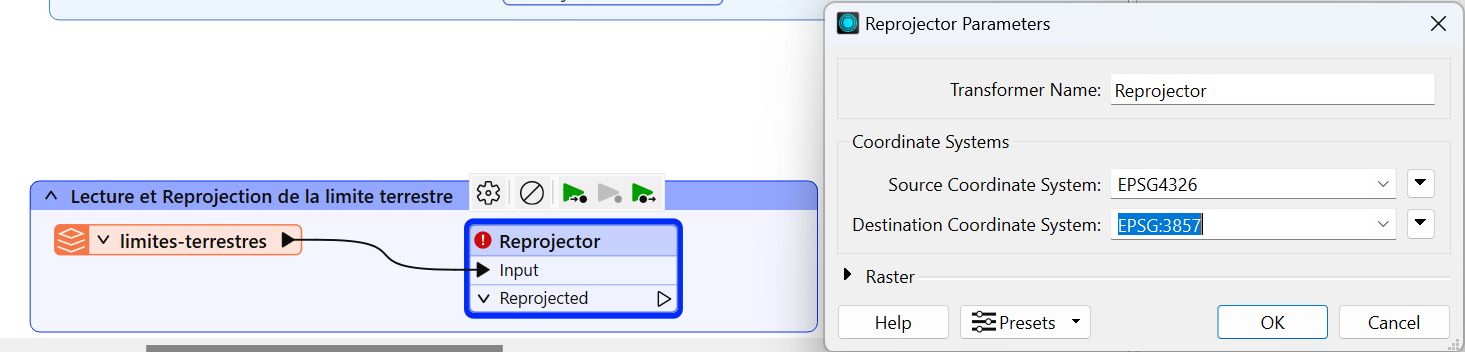 Reprojector Parameters
Transformer Name: Reprojector
Coordinate Systems
Source Coordinate System: EPSG4326
Destination Coordinate System: EPSG:3857
Raster
Help Presets OK Cancel
Lecture et Reprojection de la limite terrestre
limites-terrestres
Reprojector
Input
Reprojected